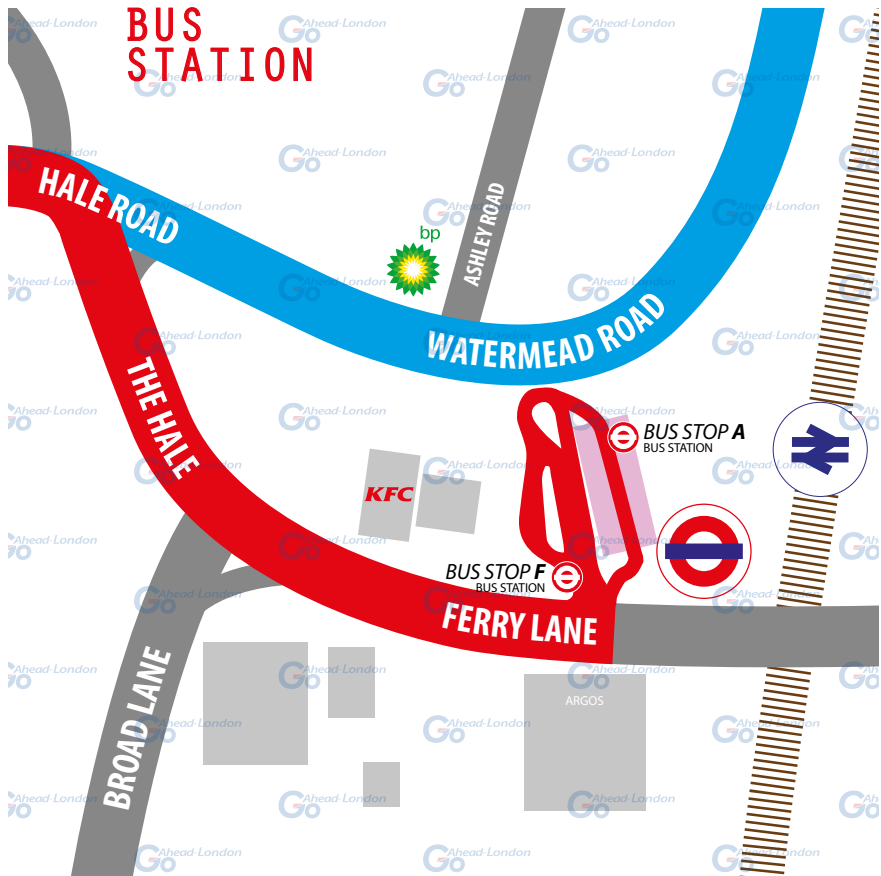 BUS
STATION
HALE ROAD
bp
ASHLEY ROAD
WATERMEAD ROAD
THE HALE
BUS STOP A
BUS STATION
KFC
BUS STOP F
BUS STATION
FERRY LANE
BROAD LANE
ARGOS
Go Ahead-London